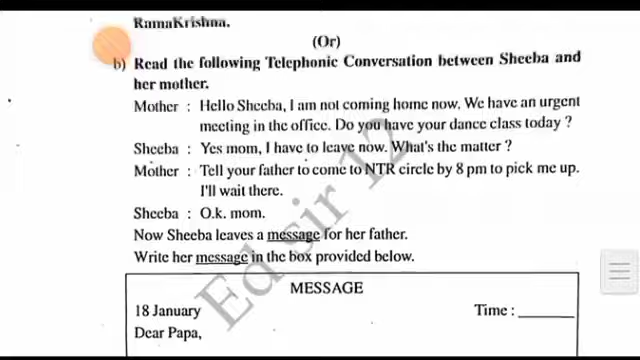 RamaKrishna.
(Or)
b) Read the following Telephonic Conversation between Sheeba and
her mother.
Mother : Hello Sheeba, I am not coming home now. We have an urgent
meeting in the office. Do you have your dance class today ?
Sheeba : Yes mom, I have to leave now. What's the matter ?
Mother : Tell your father to come to NTR circle by 8 pm to pick me up.
I'll wait there.
Sheeba : O.k. mom.
Now Sheeba leaves a message for her father.
Write her message in the box provided below.
MESSAGE
18 January Time : ______
Dear Papa,
Ed sir 12